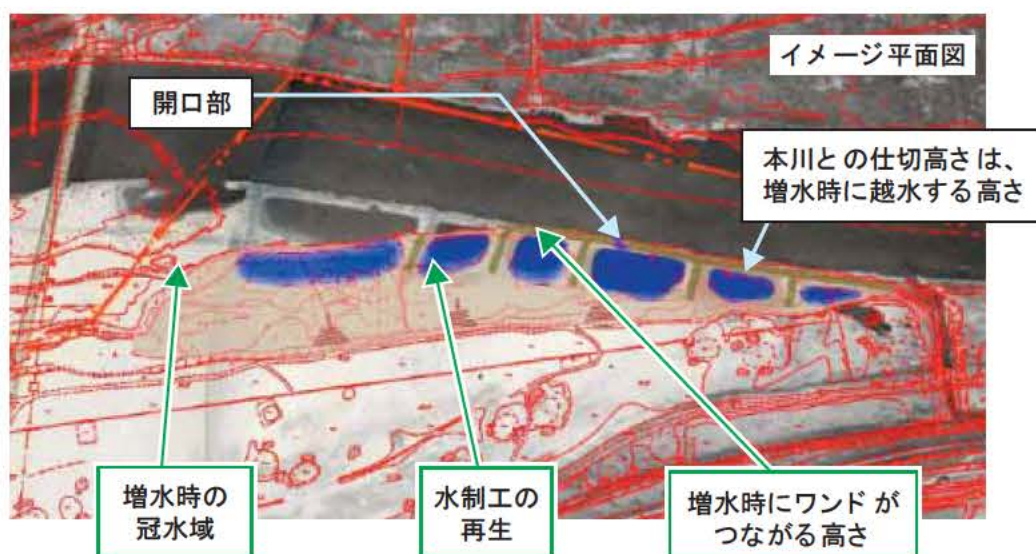 イメージ平面図
開口部
本川との仕切高さは、
増水時に越水する高さ
増水時の
冠水域
水制工の
再生
増水時にワンドが
つながる高さ